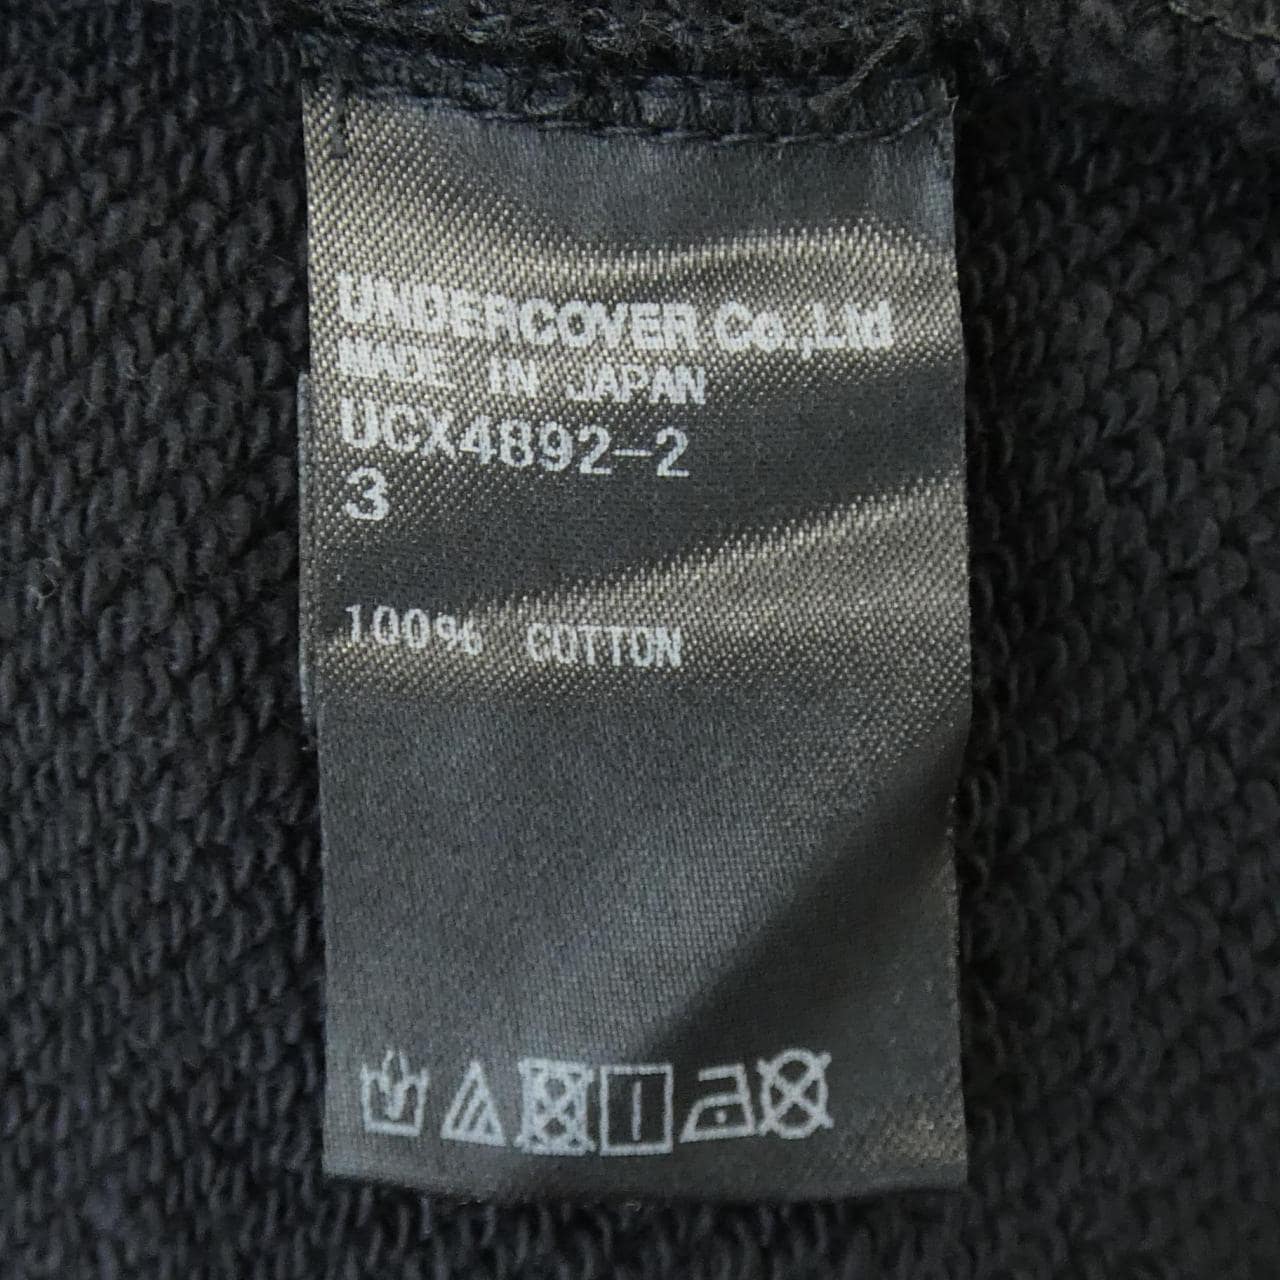 UNDERCOVER Co.,Ltd
MADE IN JAPAN
UCX4892-2
3
100% COTTON